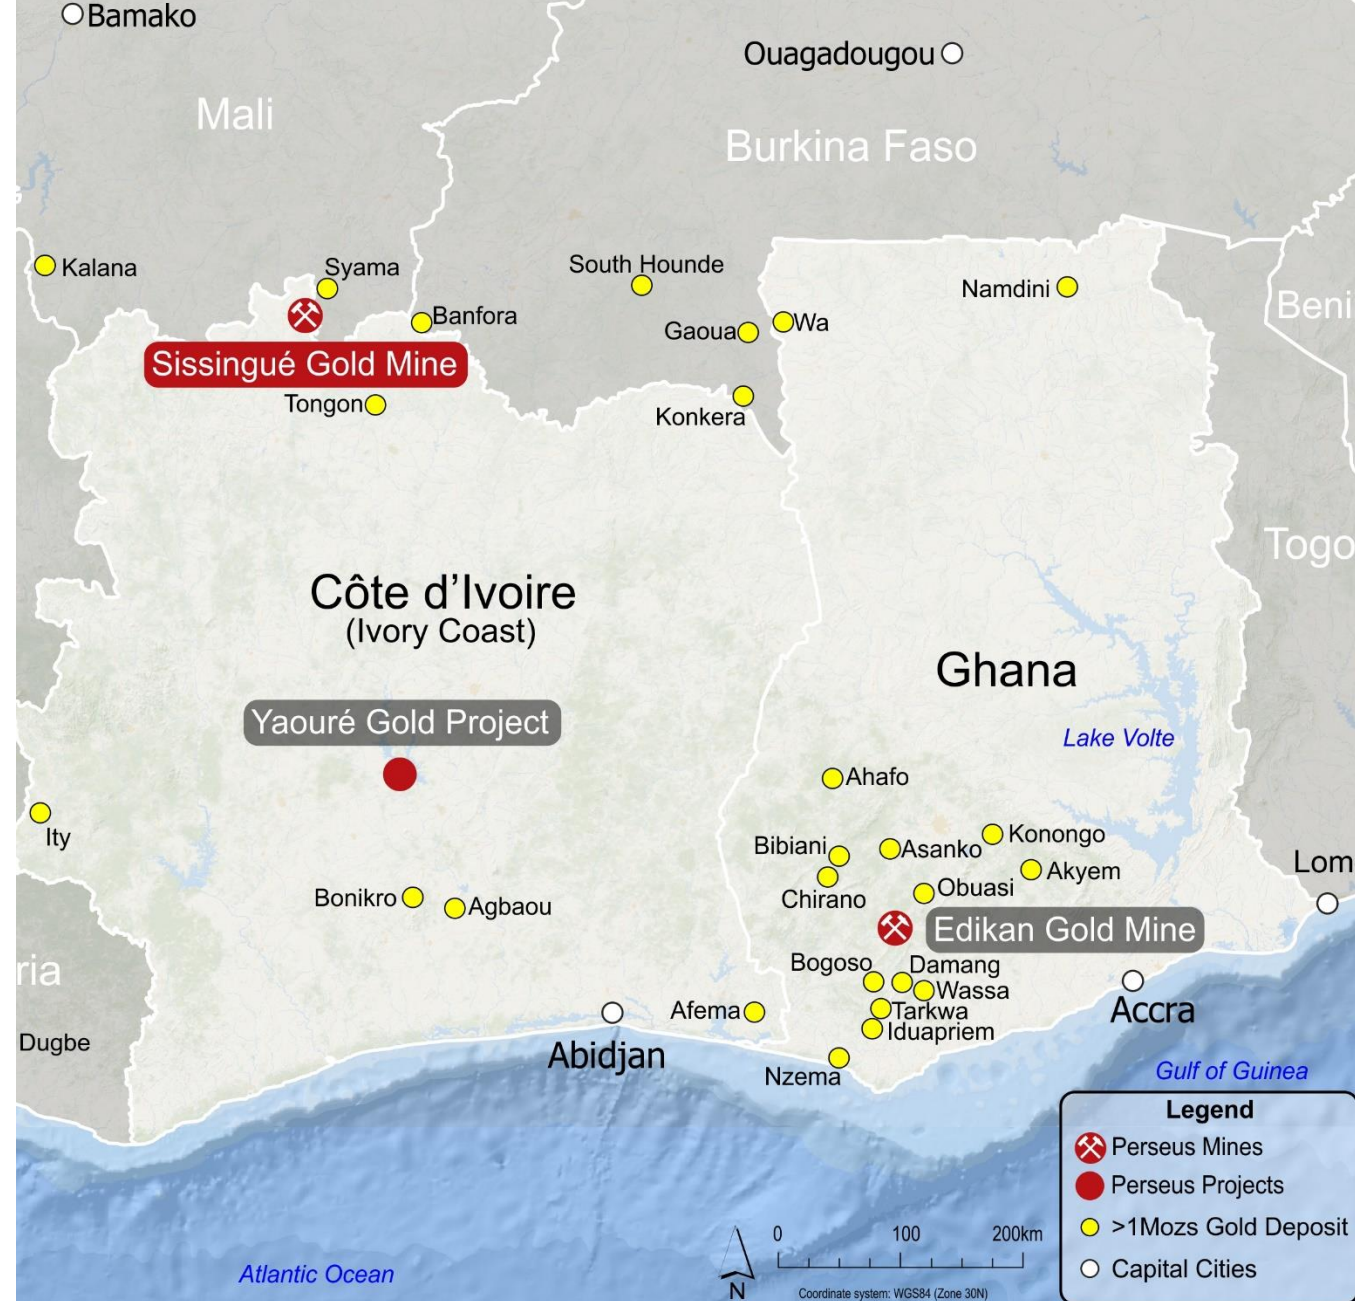 Bamako
Ouagadougou
Mali
Burkina Faso
Kalana
Syama
South Hounde
Namdini
Banfora
Gaoua
Wa
Beni
Sissingué Gold Mine
Tongon
Konkera
Togo
Côte d’Ivoire
(Ivory Coast)
Ghana
Yaouré Gold Project
Lake Volte
Ahafo
Ity
Bibiani
Asanko
Konongo
Akyem
Chirano
Obuasi
Lom
Bonikro
Agbaou
Edikan Gold Mine
ria
Bogoso
Damang
Wassa
Afema
Tarkwa
Accra
Iduapriem
Dugbe
Abidjan
Nzema
Gulf of Guinea
Legend
Perseus Mines
Perseus Projects
>1Mozs Gold Deposit
Capital Cities
0 100 200km
N
Coordinate system: WGS84 (Zone 30N)
Atlantic Ocean